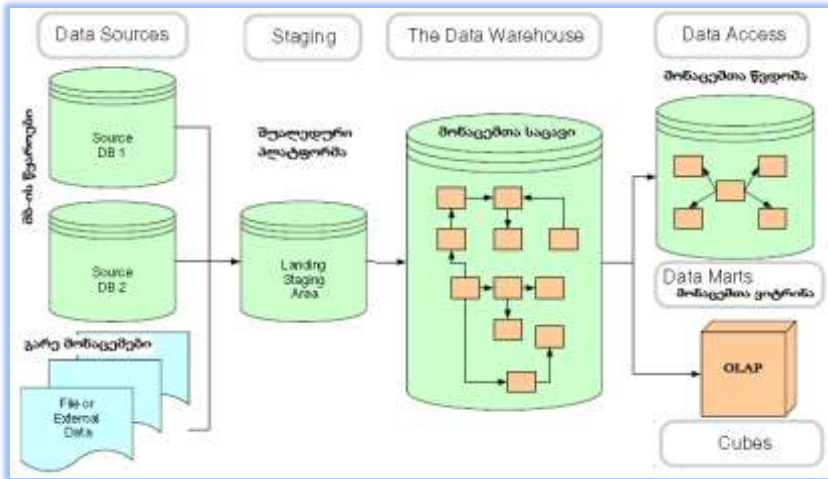 Data Sources
Staging
The Data Warehouse
Data Access
მბ-ის წყაროები
Source
DB 1
Source
DB 2
გარე მონაცემები
File or
External
Data
შუალედური
პლატფორმა
Landing
Staging
Area
მონაცემთა საცავი
მონაცემთა წვდომა
Data Marts
მონაცემთა ვიტრინა
OLAP
Cubes